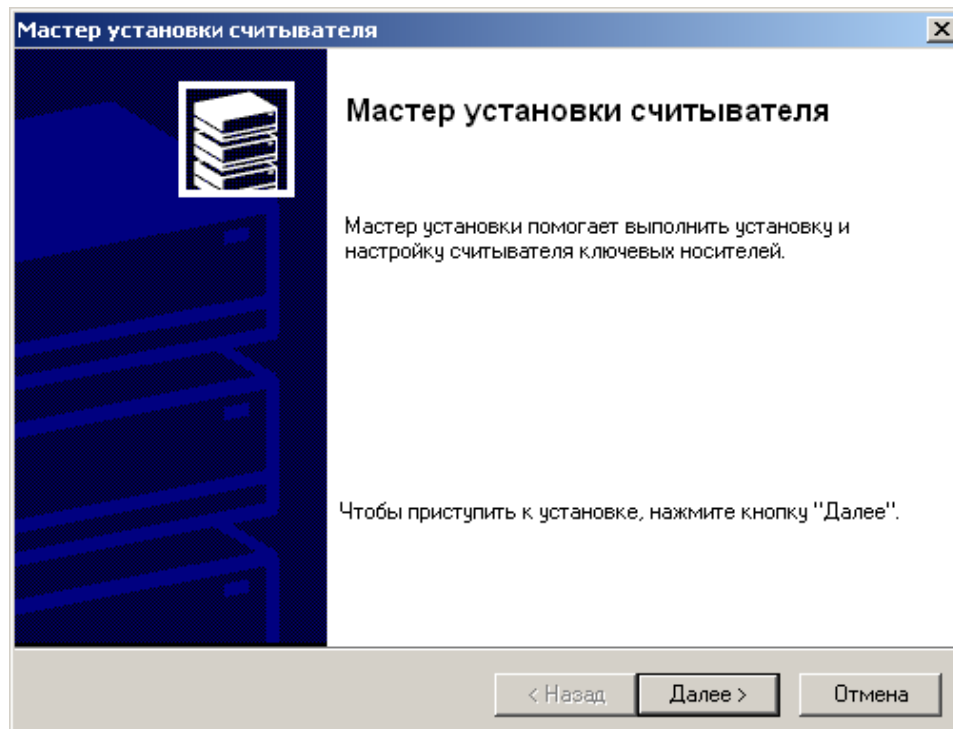 Мастер установки считывателя
Мастер установки считывателя
Мастер установки помогает выполнить установку и
настройку считывателя ключевых носителей.
Чтобы приступить к установке, нажмите кнопку "Далее".
< Назад
Далее >
Отмена